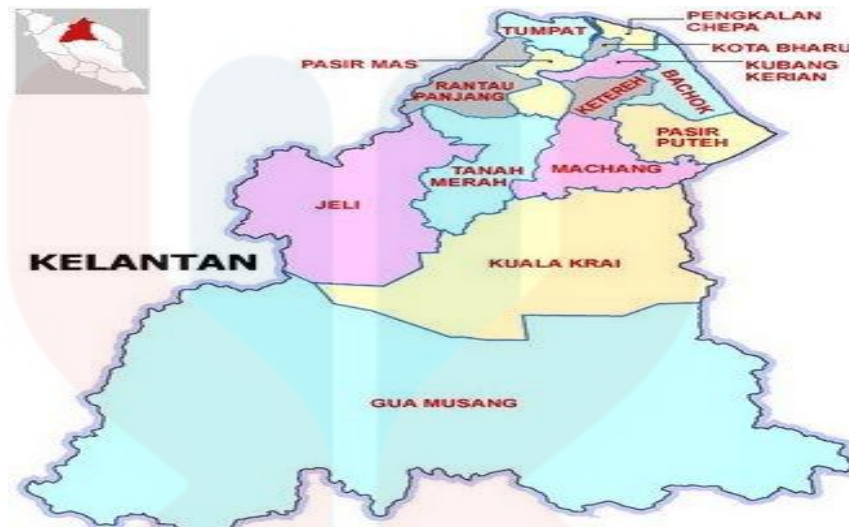 TUMPAT
PENGKALAN
CHEPA
KOTA BHARU
PASIR MAS
KUBANG
KERIAN
RANTAU
PANJANG
KETEREH
BACHOK
PASIR
PUTEH
TANAH
MERAH
MACHANG
JELI
KELANTAN
KUALA KRAI
GUA MUSANG